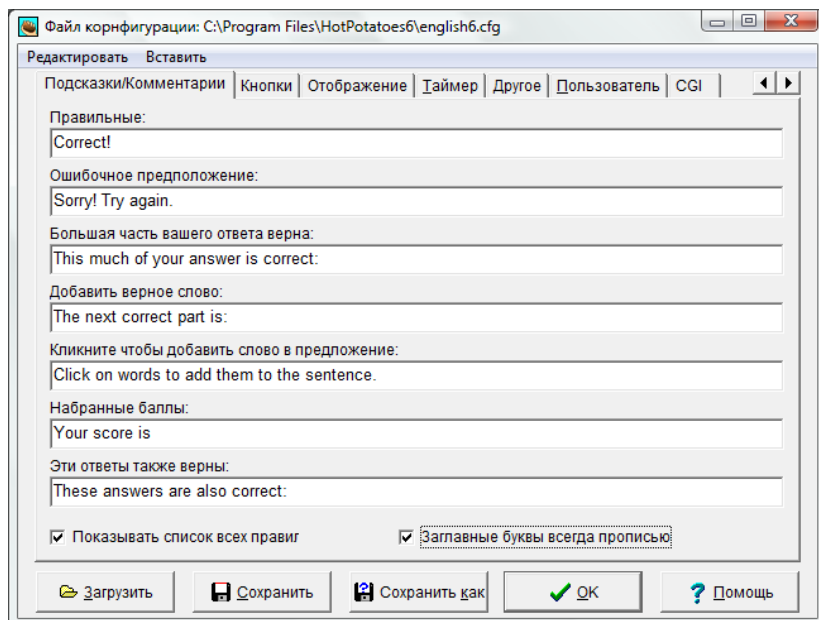 Файл корнфигурации: C:\Program Files\HotPotatoes6\english6.cfg
Редактировать Вставить
Подсказки/Комментарии Кнопки Отображение Таймер Другое Пользователь CGI
Правильные:
Correct!
Ошибочное предположение:
Sorry! Try again.
Большая часть вашего ответа верна:
This much of your answer is correct:
Добавить верное слово:
The next correct part is:
Кликните чтобы добавить слово в предложение:
Click on words to add them to the sentence.
Набранные баллы:
Your score is
Эти ответы также верны:
These answers are also correct:
Показывать список всех правиг Заглавные буквы всегда прописью
Загрузить Сохранить Сохранить как OK Помощь